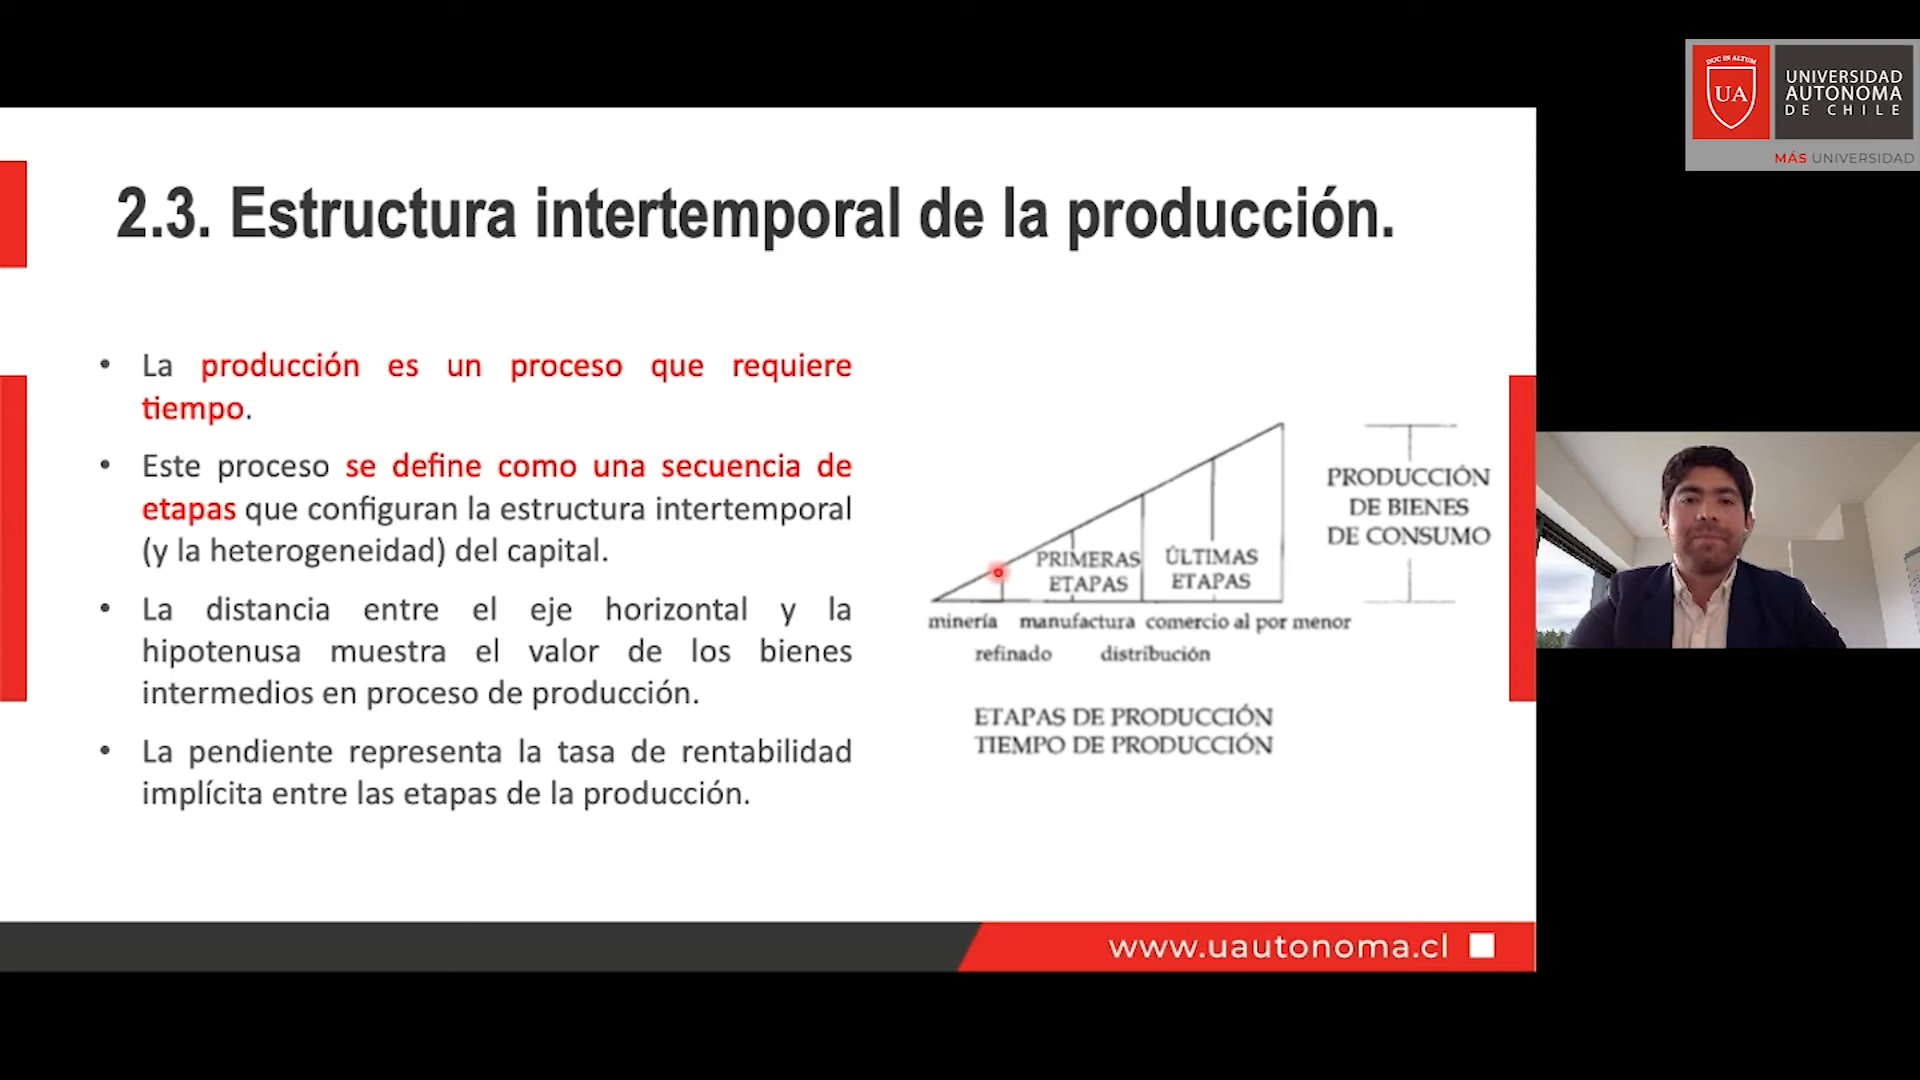 DUC IN ALTUM
UA
UNIVERSIDAD
AUTONOMA
DE CHILE
MÁS UNIVERSIDAD
2.3. Estructura intertemporal de la producción.
• La producción es un proceso que requiere
tiempo.
• Este proceso se define como una secuencia de
etapas que configuran la estructura intertemporal
(y la heterogeneidad) del capital.
• La distancia entre el eje horizontal y la
hipotenusa muestra el valor de los bienes
intermedios en proceso de producción.
• La pendiente representa la tasa de rentabilidad
implícita entre las etapas de la producción.
PRIMERAS
ETAPAS
ÚLTIMAS
ETAPAS
PRODUCCIÓN
DE BIENES
DE CONSUMO
minería manufactura comercio al por menor
refinado distribución
ETAPAS DE PRODUCCIÓN
TIEMPO DE PRODUCCIÓN
www.uautonoma.cl